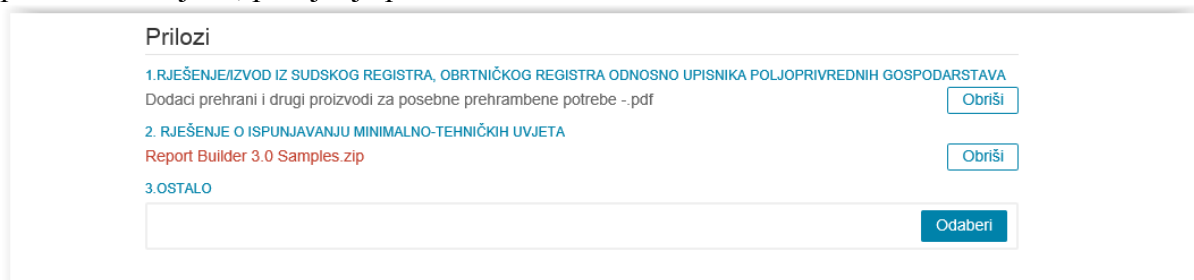 Prilozi
1.RJEŠENJE/IZVOD IZ SUDSKOG REGISTRA, OBRTNIČKOG REGISTRA ODNOSNO UPISNIKA POLJOPRIVREDNIH GOSPODARSTAVA
Dodaci prehrani i drugi proizvodi za posebne prehrambene potrebe -.pdf Obriši
2. RJEŠENJE O ISPUNJAVANJU MINIMALNO-TEHNIČKIH UVJETA
Report Builder 3.0 Samples.zip Obriši
3.OSTALO
Odaberi